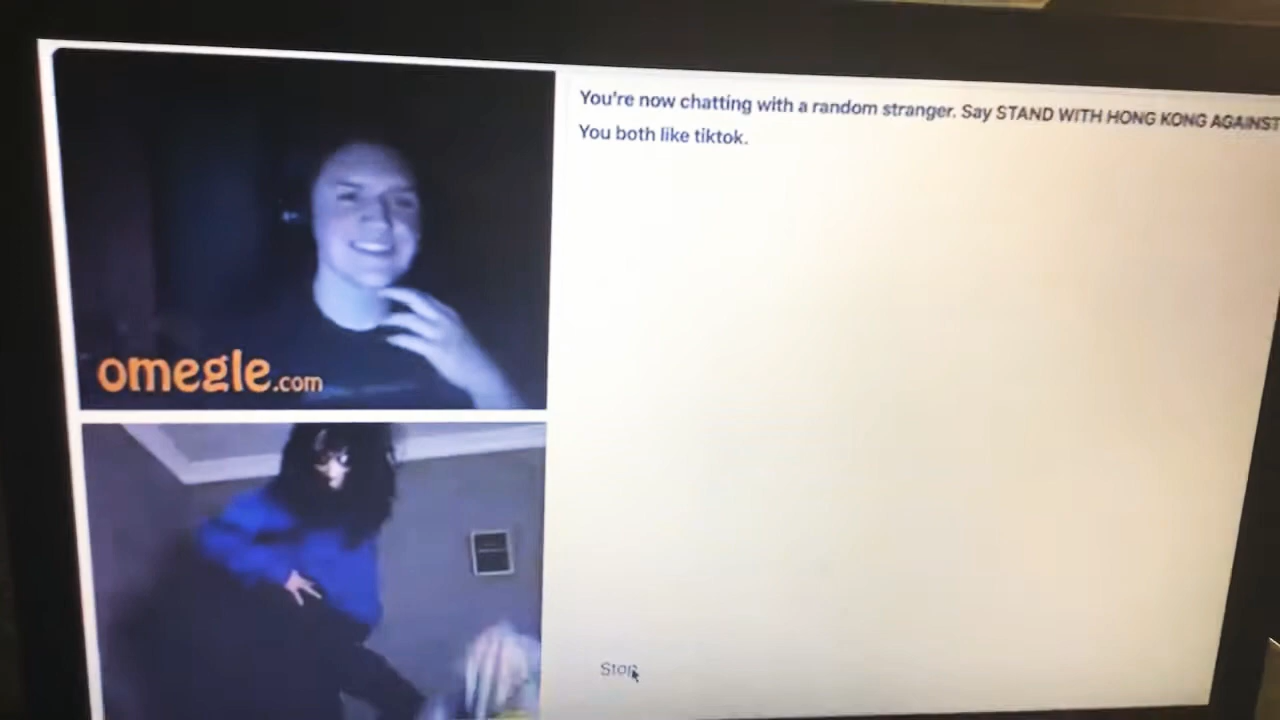 You're now chatting with a random stranger. Say STAND WITH HONG KONG AGAINST
You both like tiktok.
omegle.com
Stop